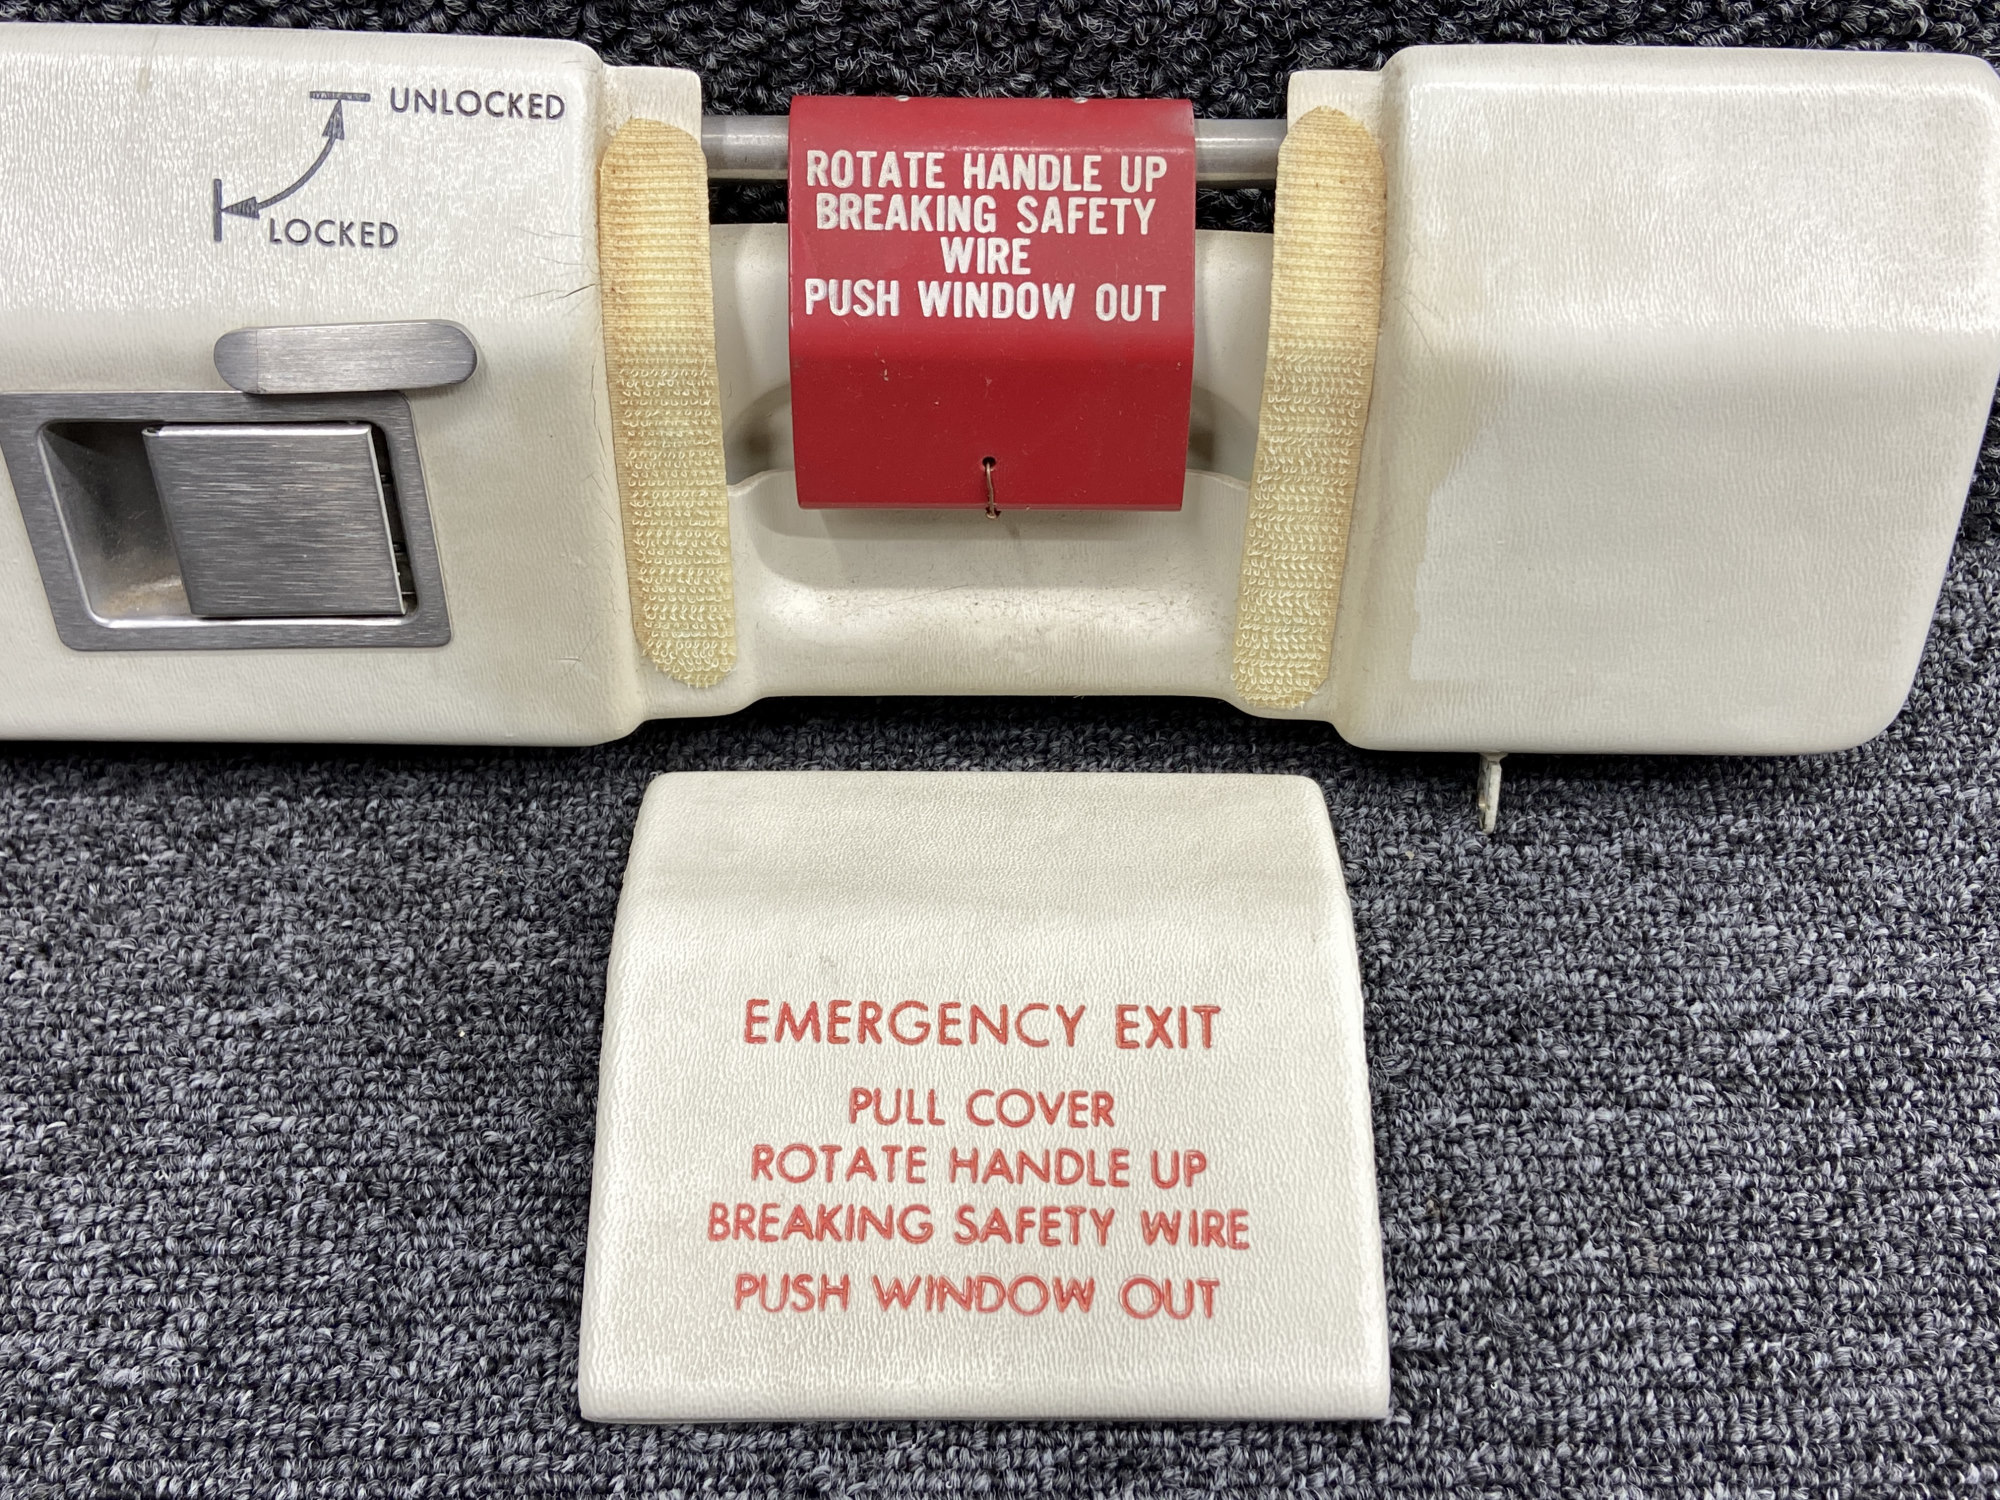 UNLOCKED
LOCKED
ROTATE HANDLE UP
BREAKING SAFETY
WIRE
PUSH WINDOW OUT
EMERGENCY EXIT
PULL COVER
ROTATE HANDLE UP
BREAKING SAFETY WIRE
PUSH WINDOW OUT